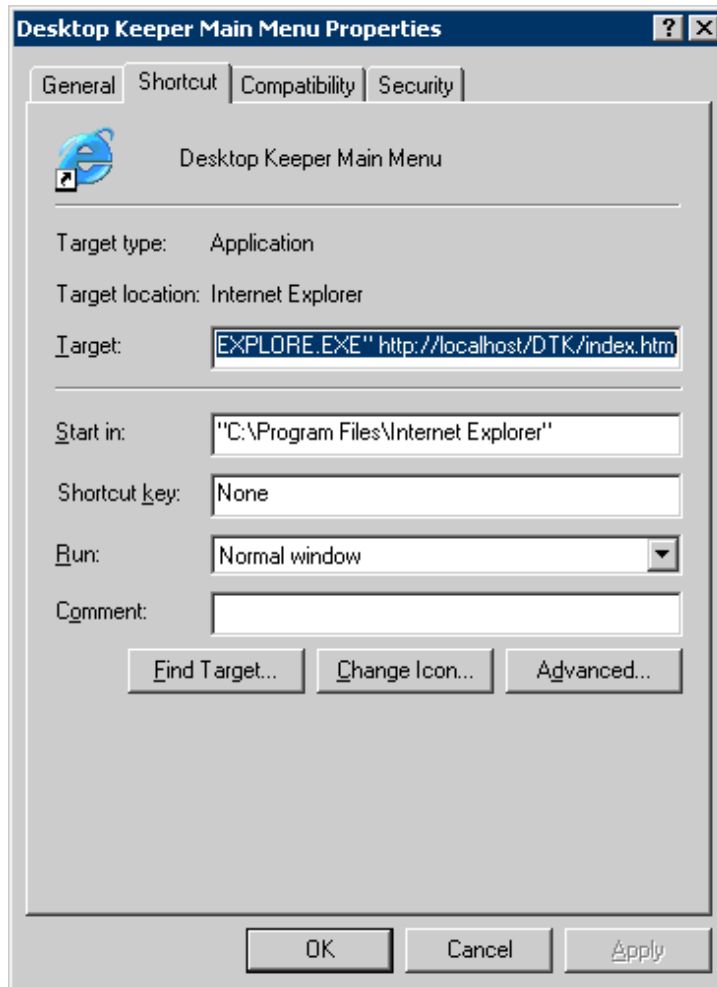 Desktop Keeper Main Menu Properties
General Shortcut Compatibility Security
Desktop Keeper Main Menu
Target type: Application
Target location: Internet Explorer
Target: EXPLORE.EXE" http://localhost/DTK/index.htm
Start in: "C:\Program Files\Internet Explorer"
Shortcut key: None
Run: Normal window
Comment:
Find Target... Change Icon... Advanced...
OK Cancel Apply